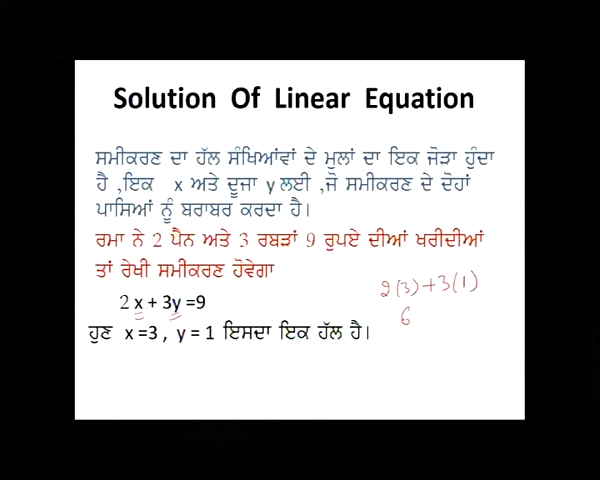 Solution Of Linear Equation
ਸਮੀਕਰਣ ਦਾ ਹੱਲ ਸੰਖਿਆਂਵਾਂ ਦੇ ਮੁਲਾਂ ਦਾ ਇਕ ਜੋੜਾ ਹੁੰਦਾ
ਹੈ ,ਇਕ x ਅਤੇ ਦੂਜਾ y ਲਈ ,ਜੋ ਸਮੀਕਰਣ ਦੇ ਦੋਹਾਂ
ਪਾਸਿਆਂ ਨੂੰ ਬਰਾਬਰ ਕਰਦਾ ਹੈ।
ਰਮਾ ਨੇ 2 ਪੈਨ ਅਤੇ 3 ਰਬੜਾਂ 9 ਰੁਪਏ ਦੀਆਂ ਖਰੀਦੀਆਂ
ਤਾਂ ਰੇਖੀ ਸਮੀਕਰਣ ਹੋਵੇਗਾ
2 x + 3y =9
2(3)+3(1)
6
ਹੁਣ x =3 , y = 1 ਇਸਦਾ ਇਕ ਹੱਲ ਹੈ।